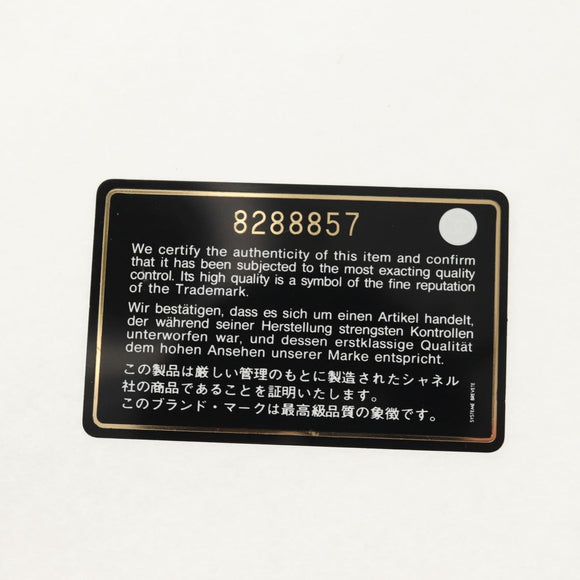 8288857
We certify the authenticity of this item and confirm
that it has been subjected to the most exacting quality
control. Its high quality is a symbol of the fine reputation
of the Trademark.
Wir bestätigen, dass es sich um einen Artikel handelt,
der während seiner Herstellung strengsten Kontrollen
unterworfen war, und dessen erstklassige Qualität
dem hohen Ansehen unserer Marke entspricht.
この製品は厳しい管理のもとに製造されたシャネル
社の商品であることを証明いたします。
このブランド・マークは最高級品質の象徴です。
SYSTEME BREVETE